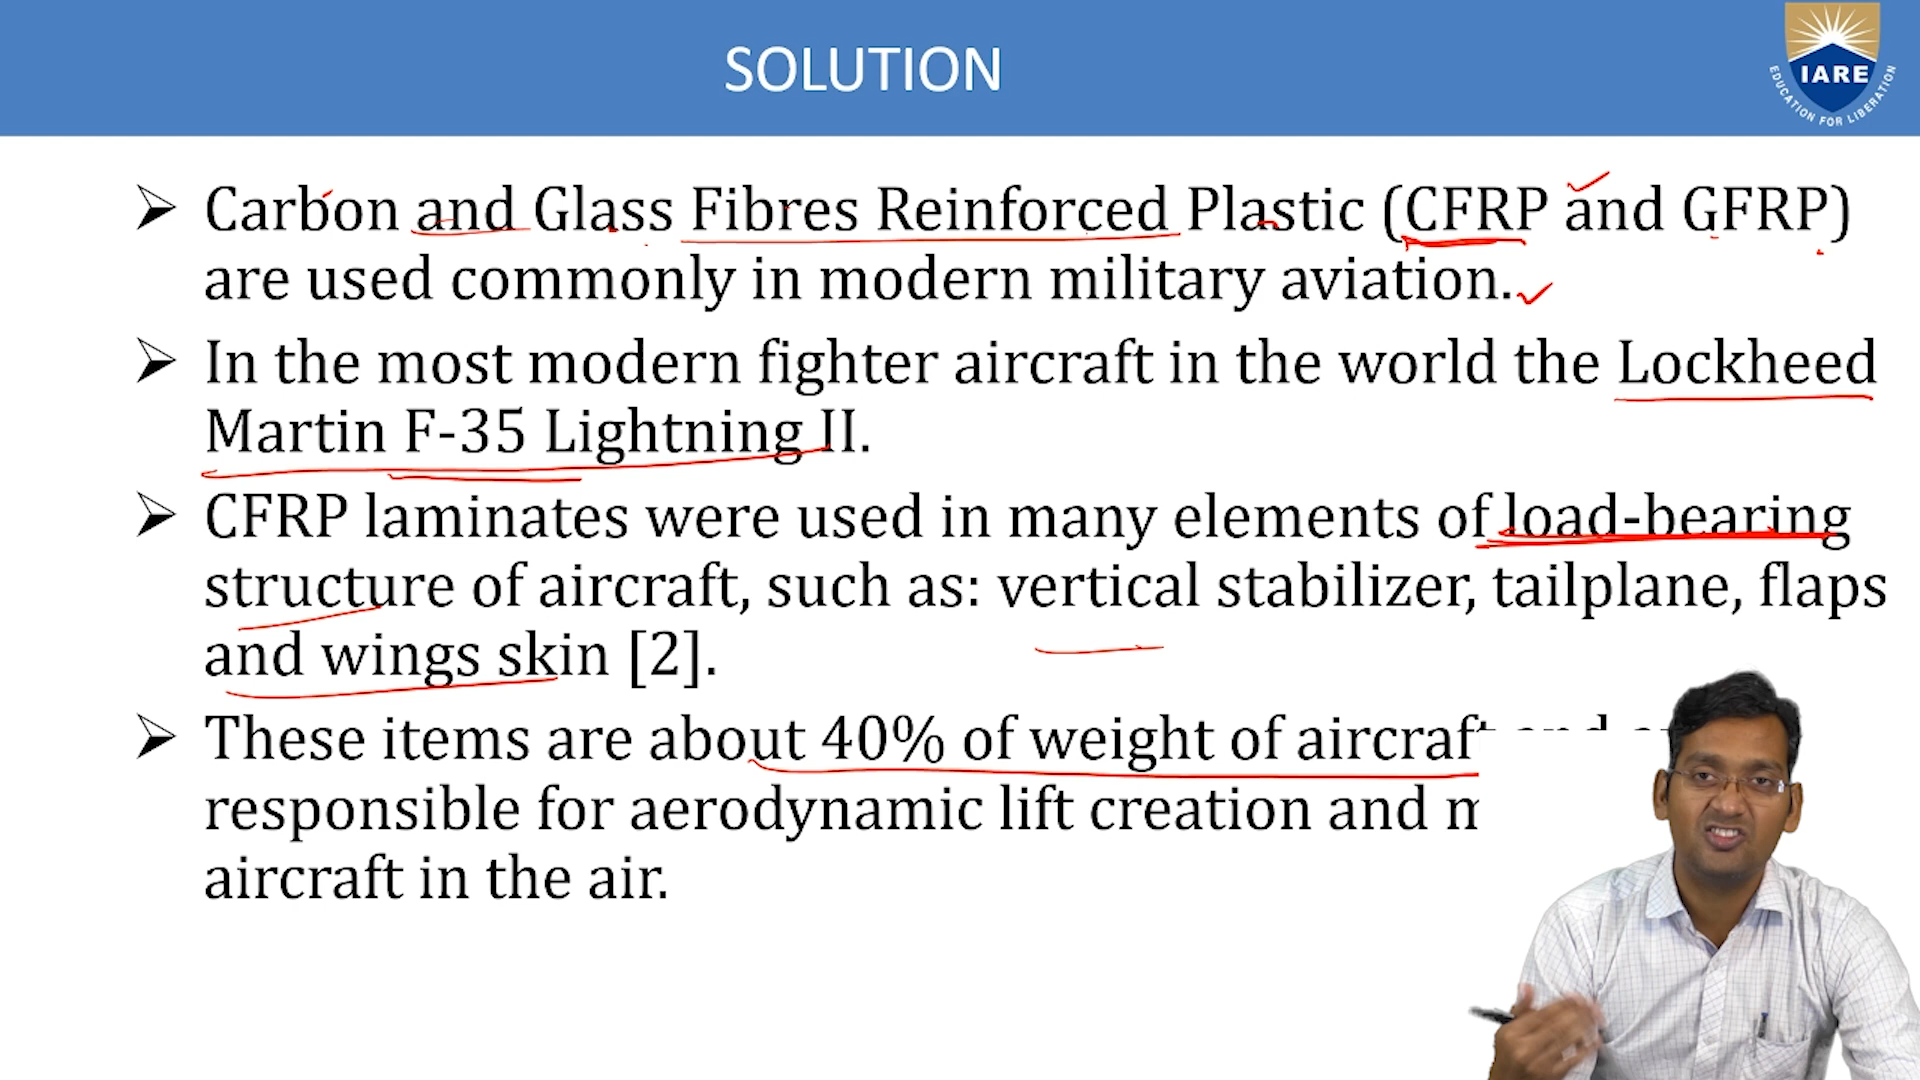 SOLUTION
IARE
EDUCATION FOR LIBERATION
➢ Carbon and Glass Fibres Reinforced Plastic (CFRP and GFRP)
are used commonly in modern military aviation.
➢ In the most modern fighter aircraft in the world the Lockheed
Martin F-35 Lightning II.
➢ CFRP laminates were used in many elements of load-bearing
structure of aircraft, such as: vertical stabilizer, tailplane, flaps
and wings skin [2].
➢ These items are about 40% of weight of aircraft and
responsible for aerodynamic lift creation and
aircraft in the air.